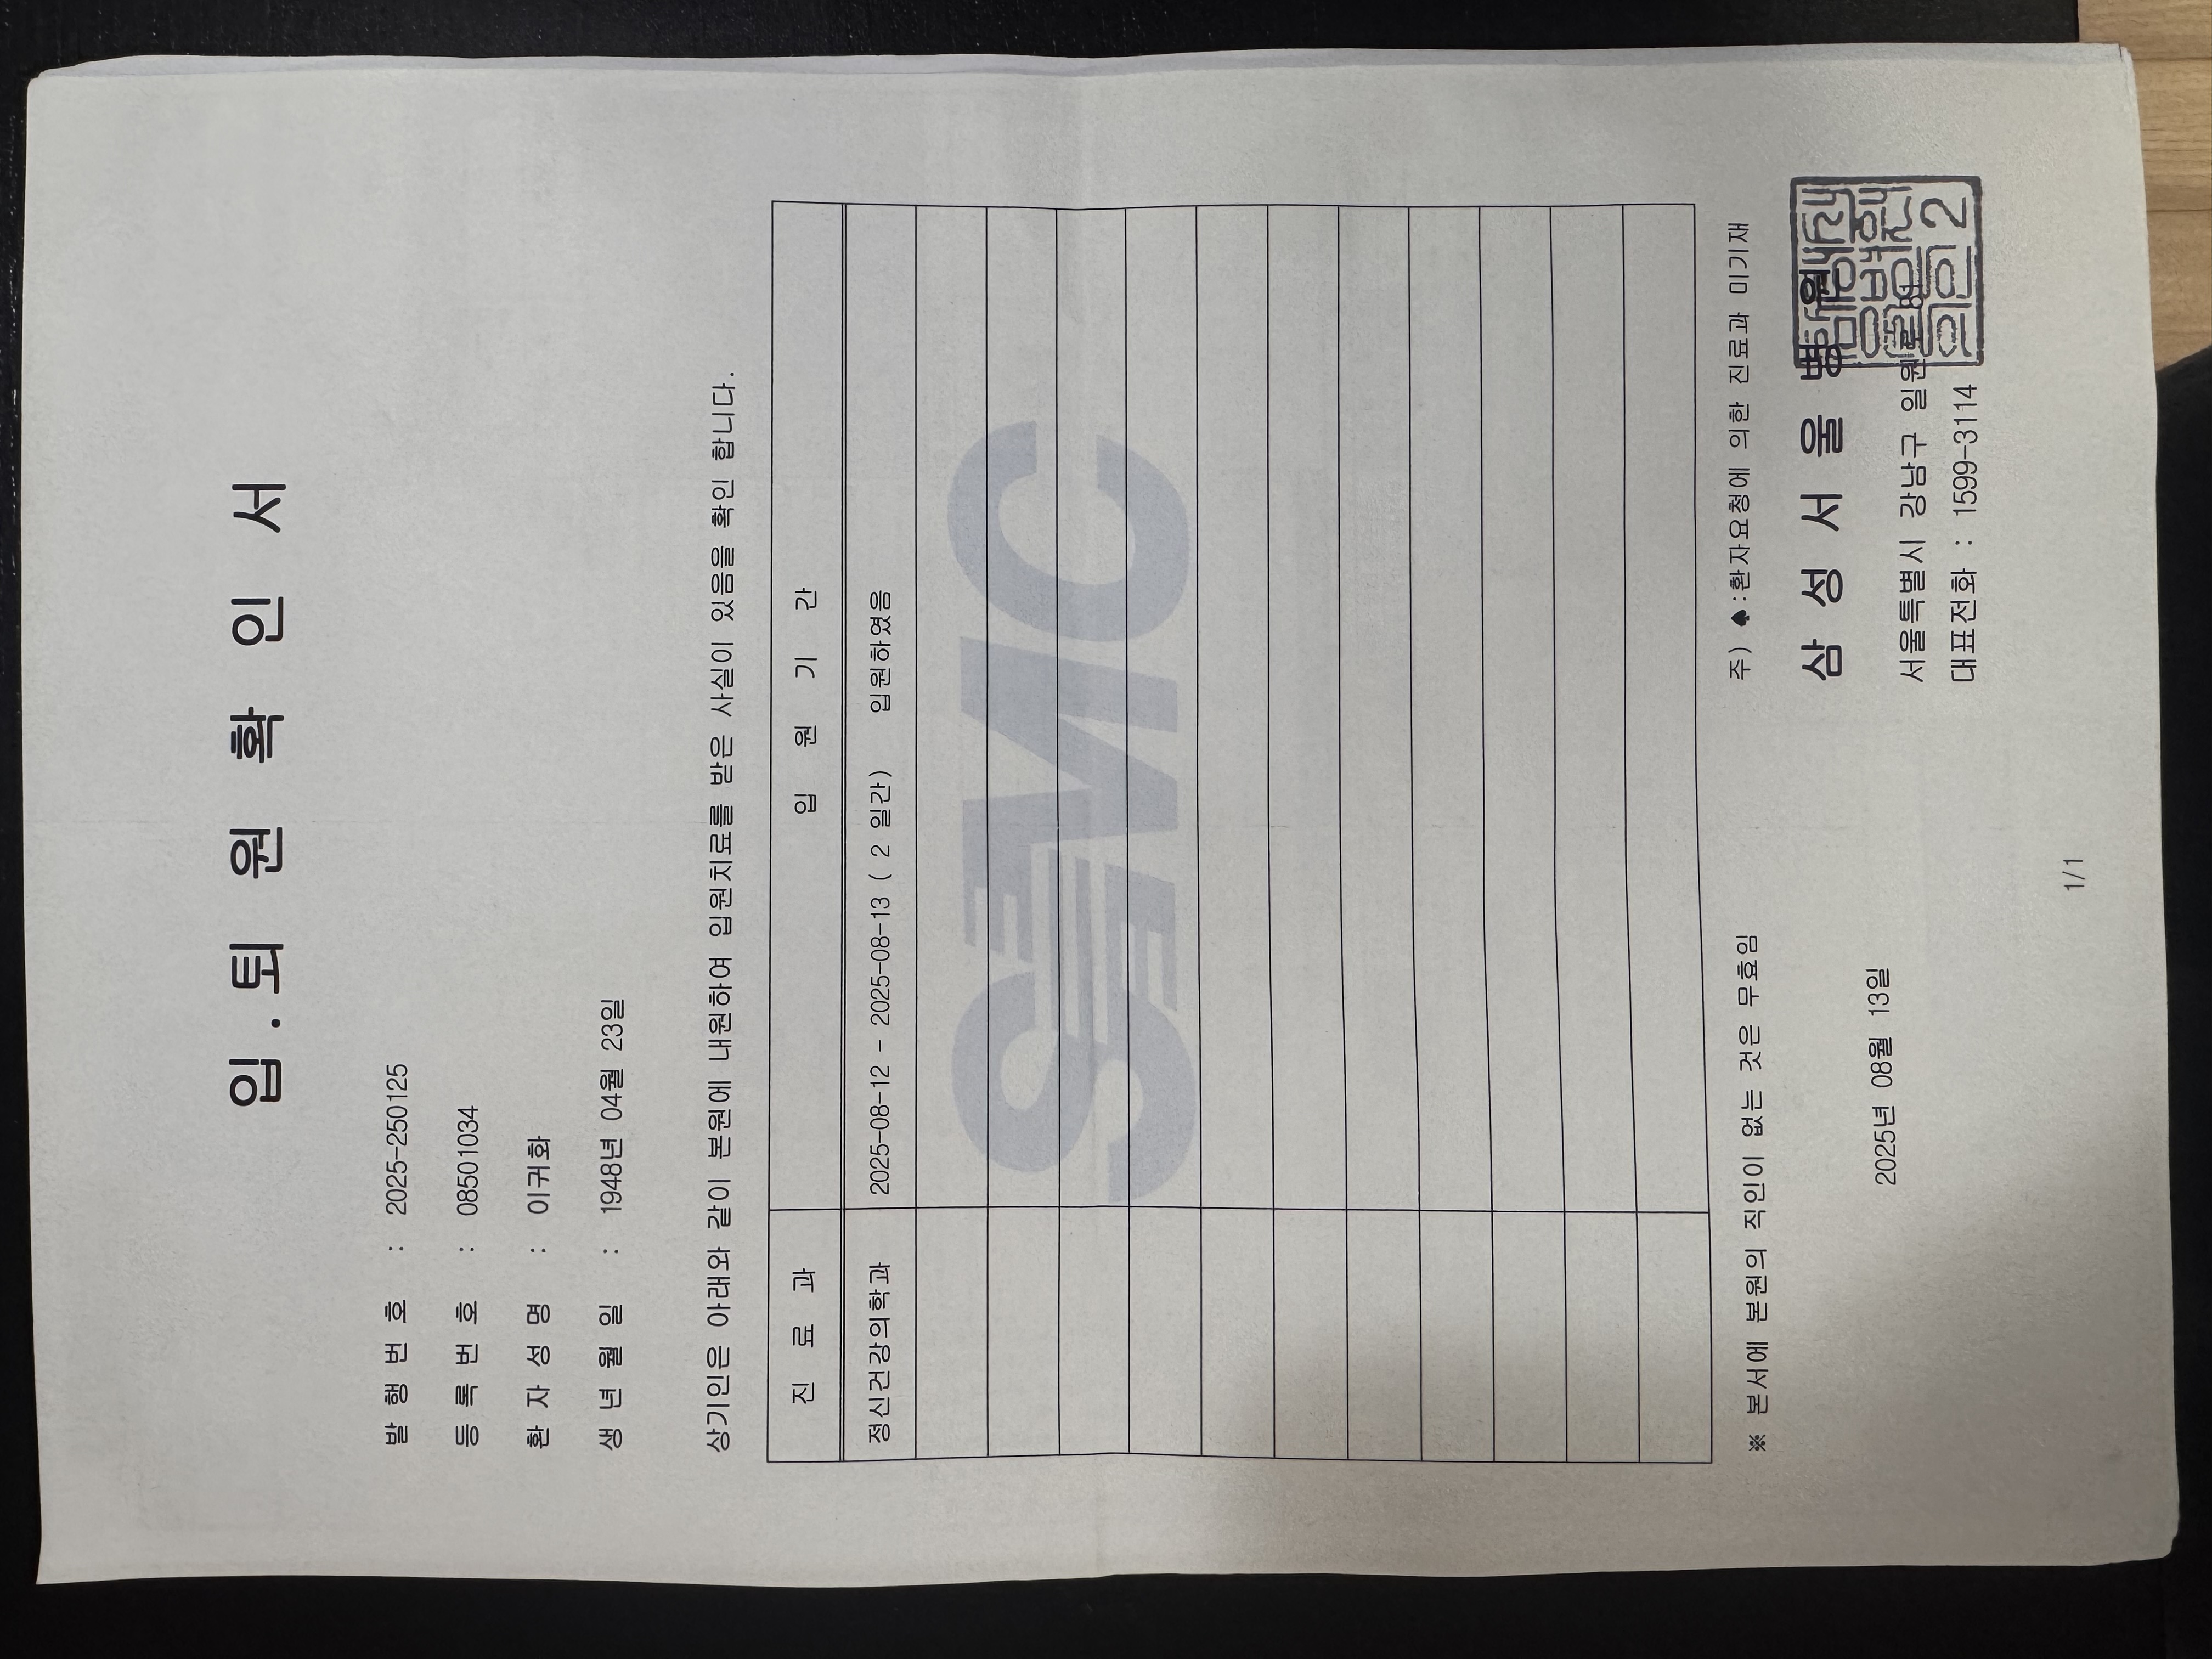 입.퇴 원 확 인 서
발 행 번 호 : 2025-250125
등 록 번 호 : 08501034
환 자 성 명 : 이귀화
생 년 월 일 : 1948년 04월 23일
상기인은 아래와 같이 본원에 내원하여 입원치료를 받은 사실이 있음을 확인 합니다.
진 료 과 입 원 기 간
정신건강의학과 2025-08-12 - 2025-08-13 ( 2 일간) 입원하였음
SMC
주) ♠:환자요청에 의한 진료과 미기재
※ 본서에 본원의 직인이 없는 것은 무효임
삼 성 서 울 병 원
2025년 08월 13일
서울특별시 강남구 일원로
대표전화 : 1599-3114
1/1